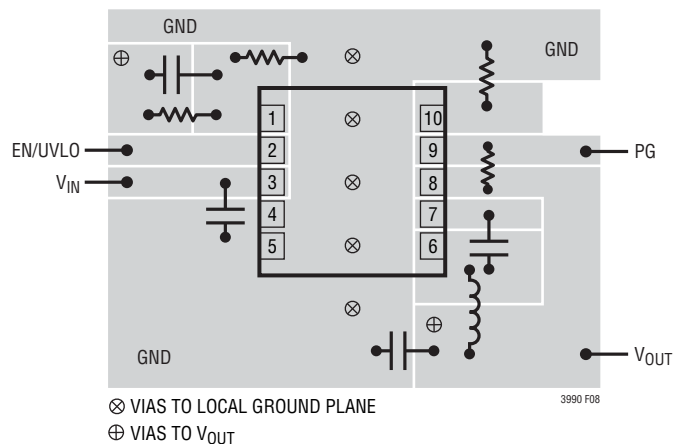 GND
GND
1
10
EN/UVLO
2
9
PG
VIN
3
8
4
7
5
6
GND
VOUT
⊗ VIAS TO LOCAL GROUND PLANE
3990 F08
⊕ VIAS TO VOUT